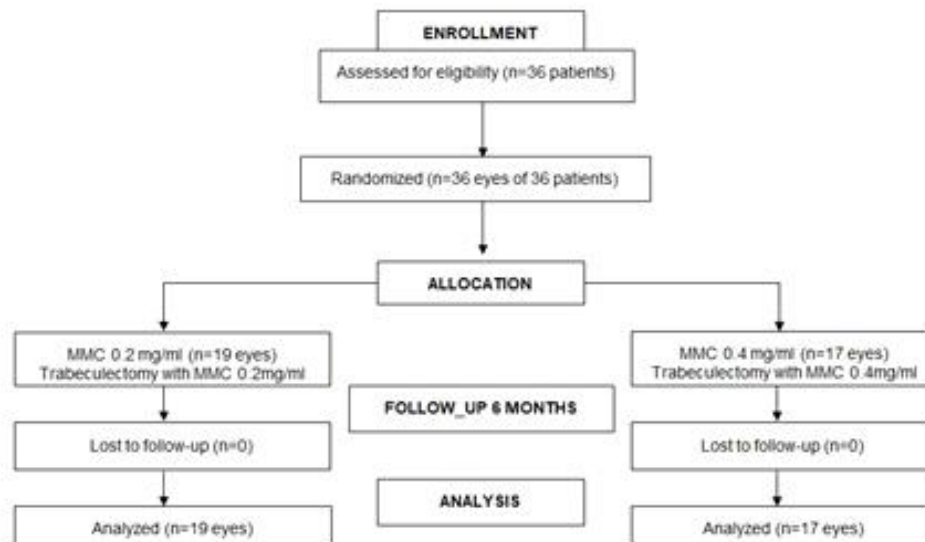 ENROLLMENT
Assessed for eligibility (n=36 patients)
Randomized (n=36 eyes of 36 patients)
ALLOCATION
MMC 0.2 mg/ml (n=19 eyes)
Trabeculectomy with MMC 0.2mg/ml
MMC 0.4 mg/ml (n=17 eyes)
Trabeculectomy with MMC 0.4mg/ml
FOLLOW_UP 6 MONTHS
Lost to follow-up (n=0)
Lost to follow-up (n=0)
ANALYSIS
Analyzed (n=19 eyes)
Analyzed (n=17 eyes)